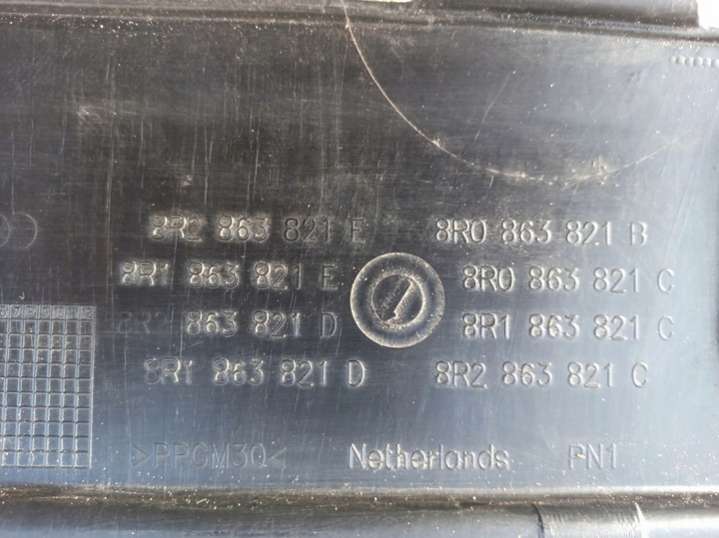 8R2 863 821 E 8R0 863 821 B
8R1 863 821 E 8R0 863 821 C
8R2 863 821 D 8R1 863 821 C
8R1 863 821 D 8R2 863 821 C
>PPGM30< Netherlands PN1